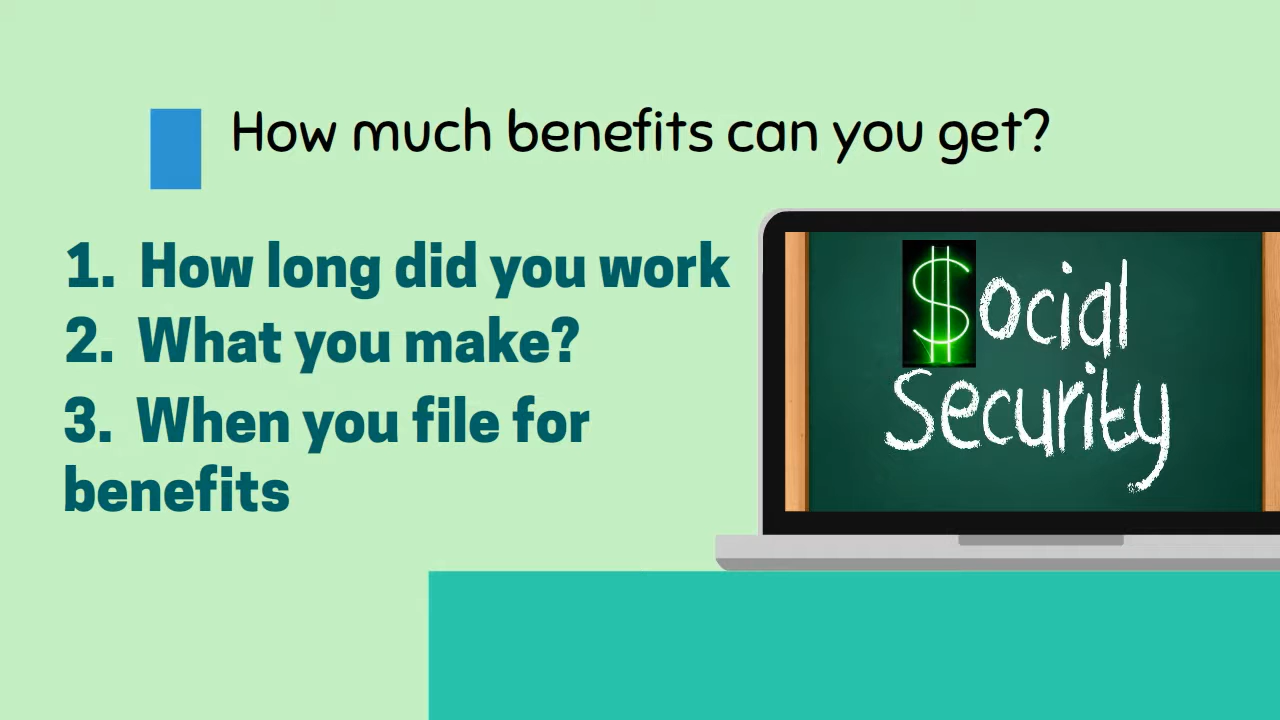 How much benefits can you get?
1. How long did you work
2. What you make?
3. When you file for
benefits
$ocial
Security